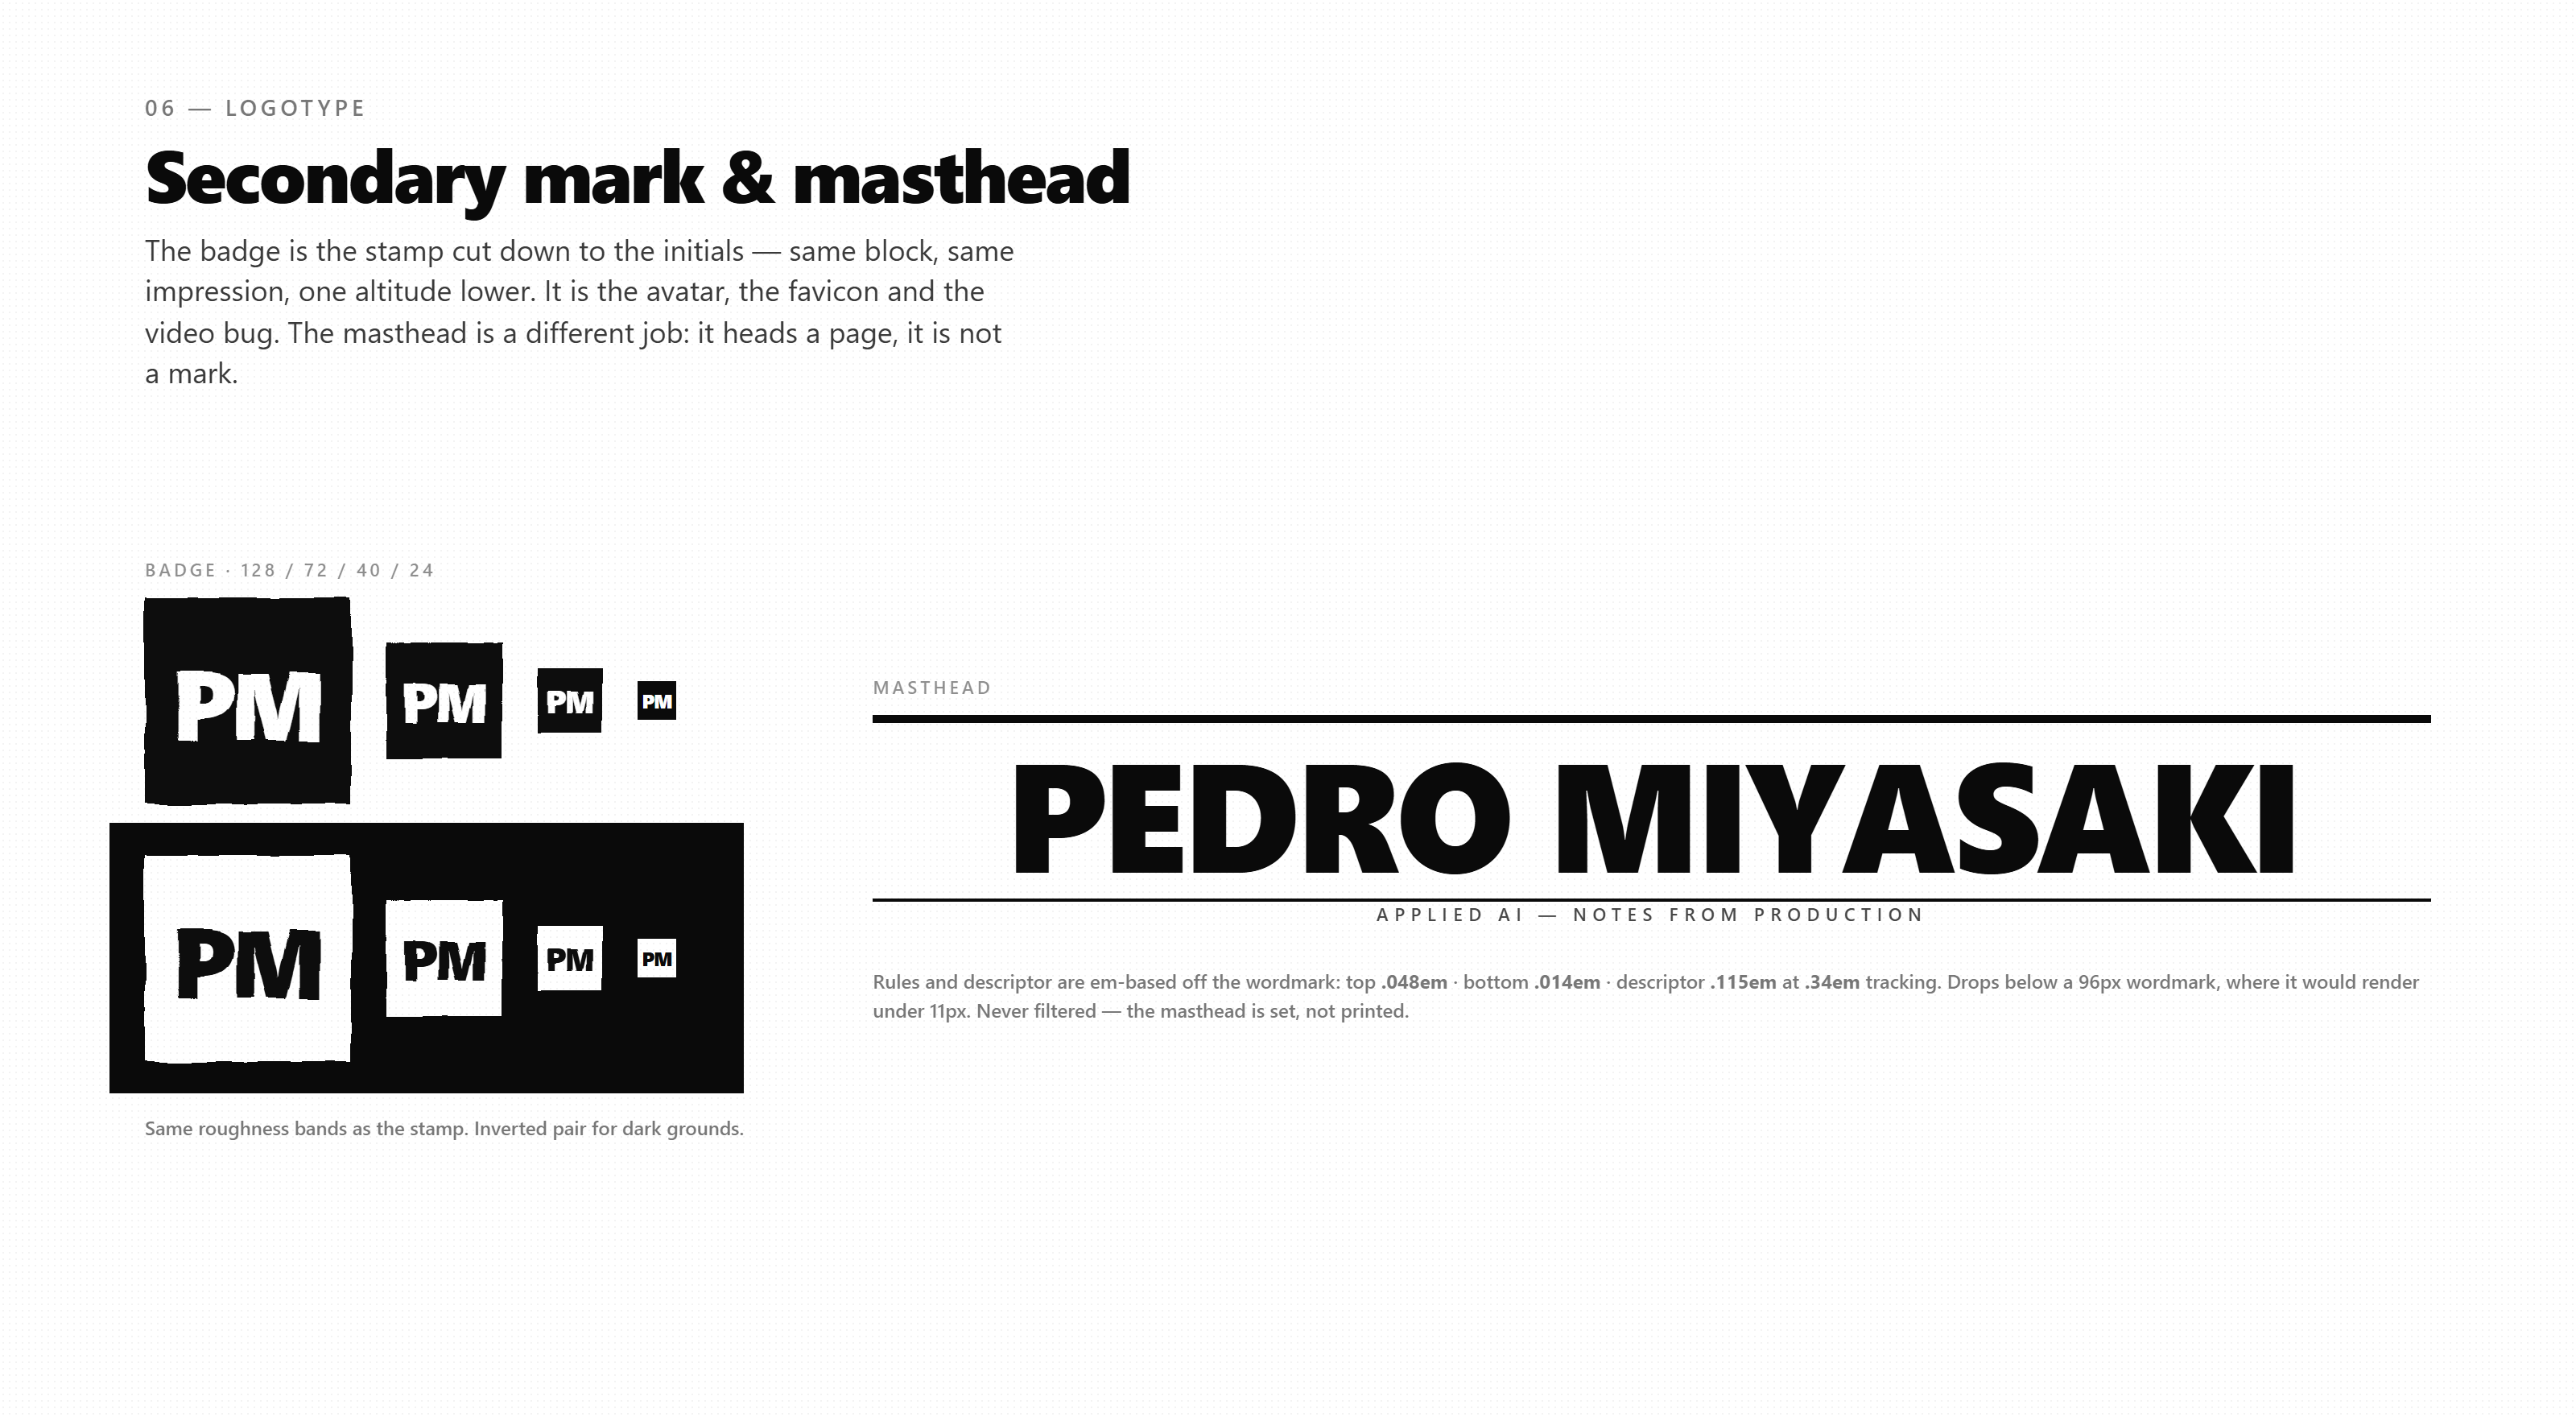 06 — LOGOTYPE
Secondary mark & masthead
The badge is the stamp cut down to the initials — same block, same
impression, one altitude lower. It is the avatar, the favicon and the
video bug. The masthead is a different job: it heads a page, it is not
a mark.
BADGE · 128 / 72 / 40 / 24
PM PM PM PM
PM PM PM PM
Same roughness bands as the stamp. Inverted pair for dark grounds.
MASTHEAD
PEDRO MIYASAKI
APPLIED AI — NOTES FROM PRODUCTION
Rules and descriptor are em-based off the wordmark: top .048em · bottom .014em · descriptor .115em at .34em tracking. Drops below a 96px wordmark, where it would render
under 11px. Never filtered — the masthead is set, not printed.